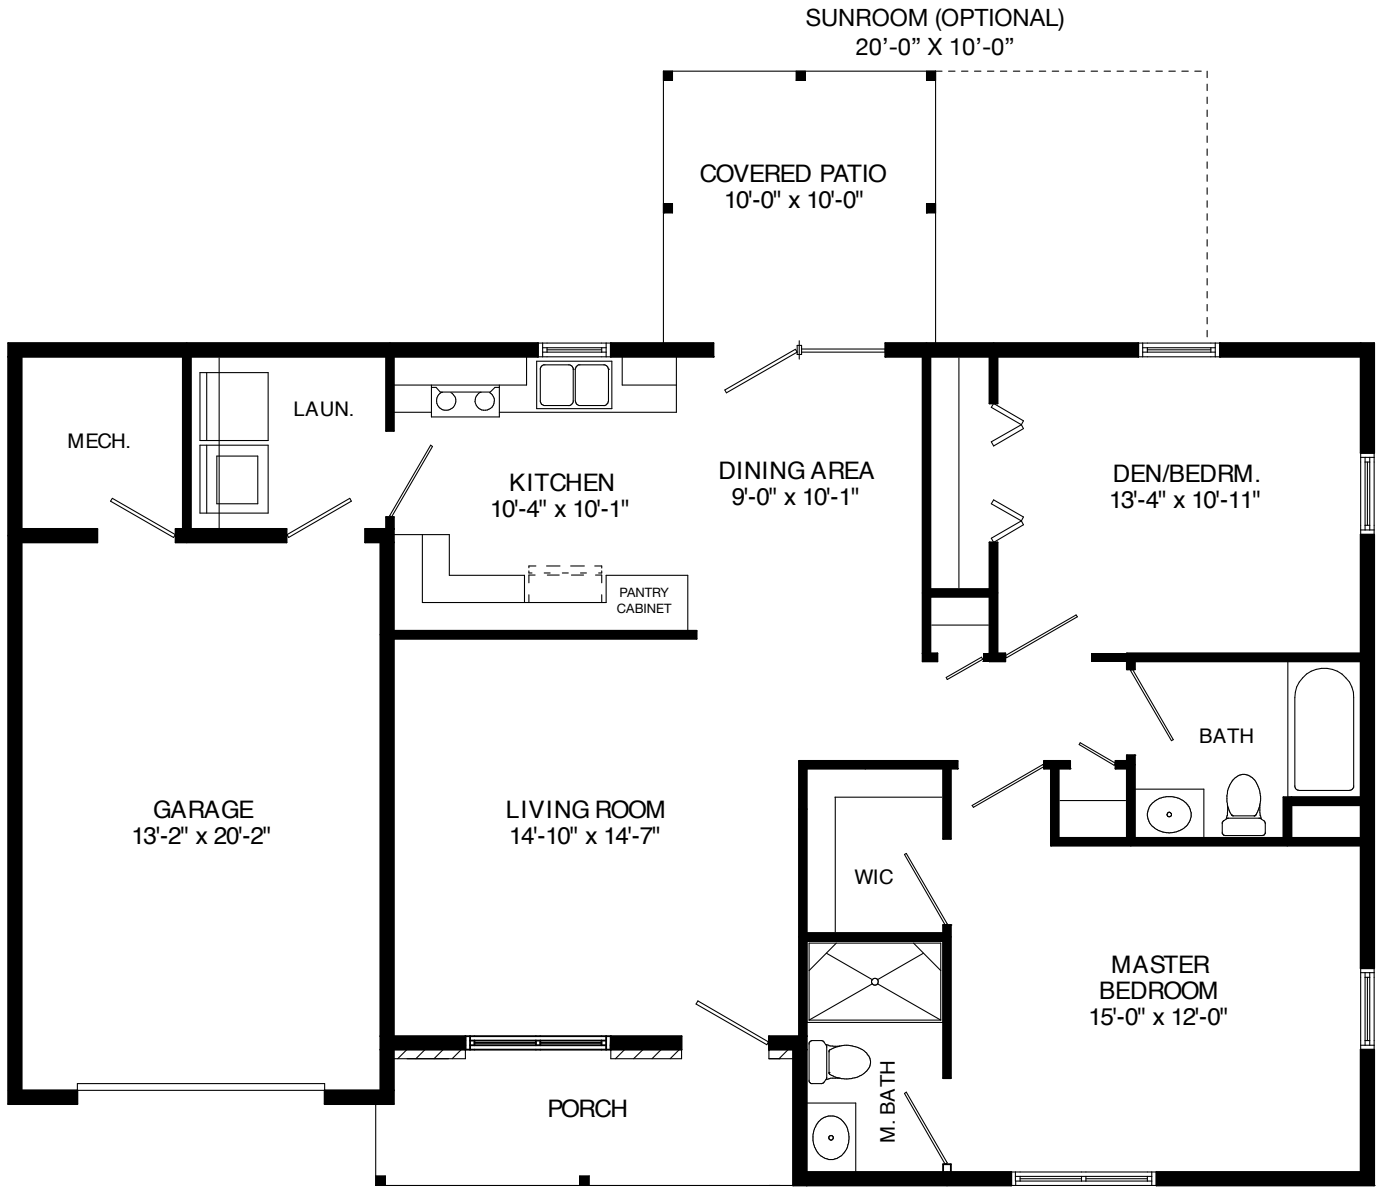 SUNROOM (OPTIONAL)
20’-0” X 10’-0”
COVERED PATIO
10'-0" x 10'-0"
MECH.
LAUN.
KITCHEN
10'-4" x 10'-1"
DINING AREA
9'-0" x 10'-1"
DEN/BEDRM.
13'-4" x 10'-11"
PANTRY
CABINET
BATH
GARAGE
13'-2" x 20'-2"
LIVING ROOM
14'-10" x 14'-7"
WIC
MASTER
BEDROOM
15'-0" x 12'-0"
M. BATH
PORCH